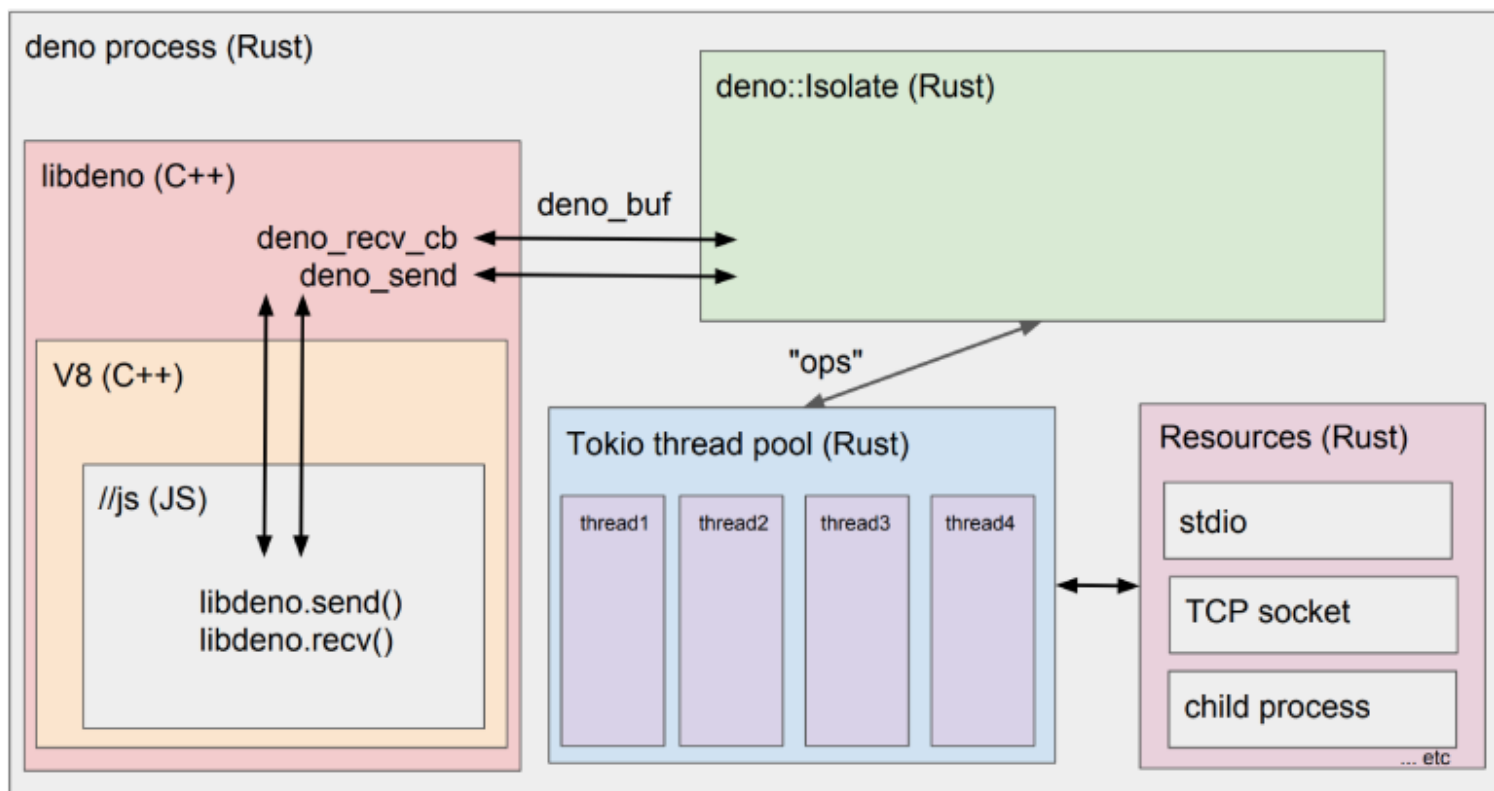 deno process (Rust)
deno::Isolate (Rust)
libdeno (C++)
deno_buf
deno_recv_cb
deno_send
V8 (C++)
"ops"
//js (JS)
libdeno.send()
libdeno.recv()
Tokio thread pool (Rust)
thread1
thread2
thread3
thread4
Resources (Rust)
stdio
TCP socket
child process
... etc